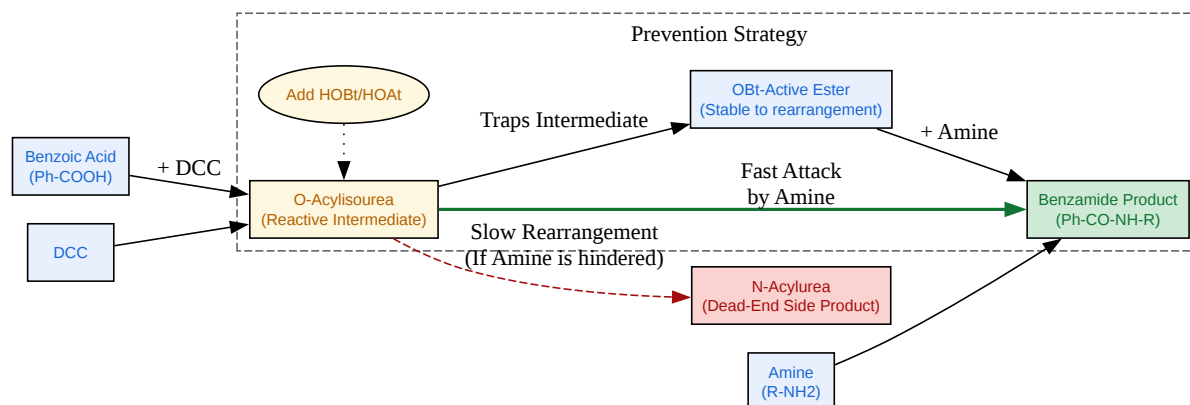 Prevention Strategy
Add HOBt/HOAt
OBt-Active Ester
(Stable to rearrangement)
Traps Intermediate
+ Amine
Benzoic Acid
(Ph-COOH)
+ DCC
Fast Attack
by Amine
O-Acylisourea
(Reactive Intermediate)
Benzamide Product
(Ph-CO-NH-R)
DCC
Slow Rearrangement
(If Amine is hindered)
N-Acylurea
(Dead-End Side Product)
Amine
(R-NH2)